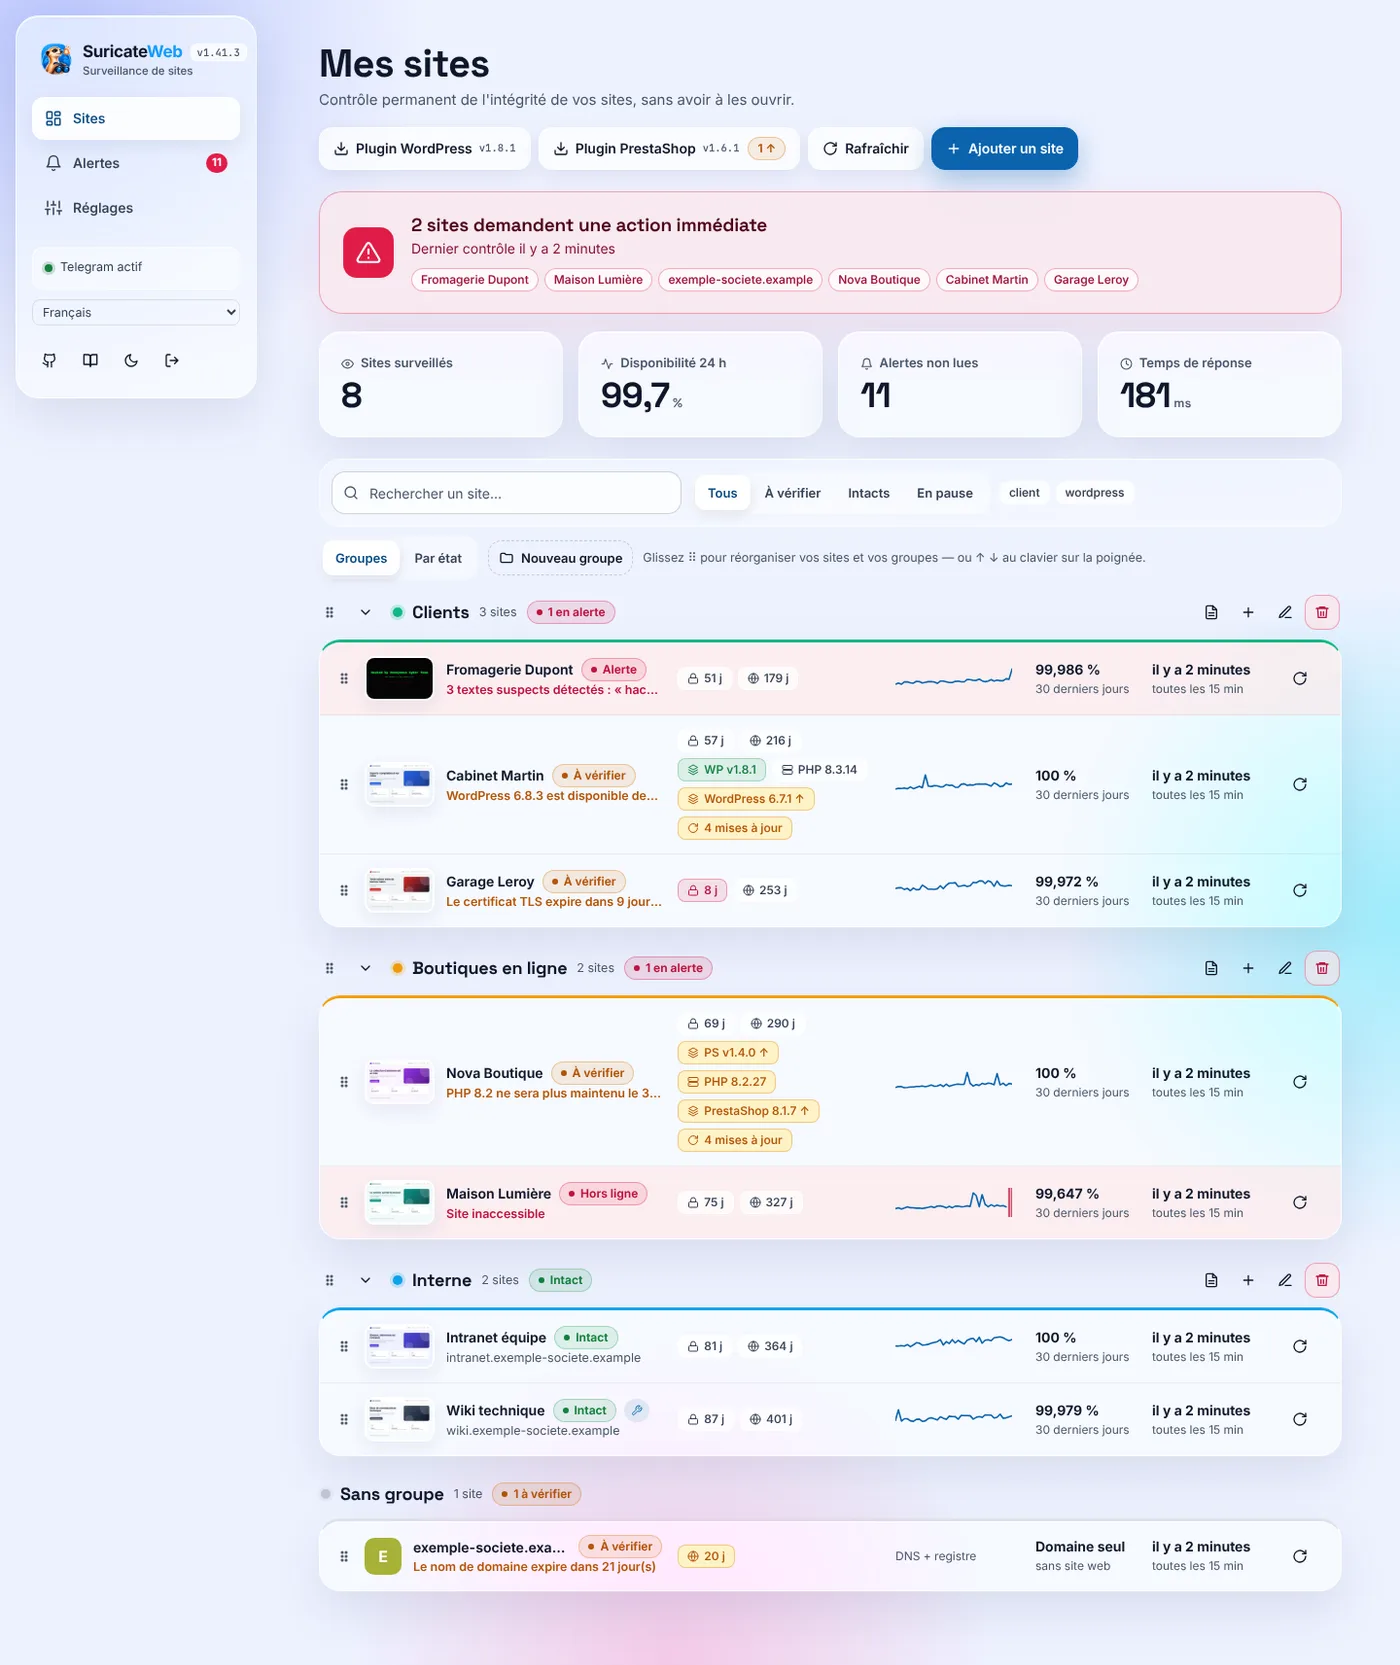 SuricateWeb v1.41.3
Surveillance de sites
Sites
Alertes 11
Réglages
Telegram actif
Français
Mes sites
Contrôle permanent de l'intégrité de vos sites, sans avoir à les ouvrir.
Plugin WordPress v1.8.1
Plugin PrestaShop v1.6.1 1 ↑
Rafraîchir
+ Ajouter un site
2 sites demandent une action immédiate
Dernier contrôle il y a 2 minutes
Fromagerie Dupont
Maison Lumière
exemple-societe.example
Nova Boutique
Cabinet Martin
Garage Leroy
Sites surveillés
8
Disponibilité 24 h
99,7 %
Alertes non lues
11
Temps de réponse
181 ms
Rechercher un site…
Tous
À vérifier
Intacts
En pause
client
wordpress
Groupes
Par état
Nouveau groupe
Glissez ⠿ pour réorganiser vos sites et vos groupes — ou ↑ ↓ au clavier sur la poignée.
Clients 3 sites 1 en alerte
Fromagerie Dupont Alerte
3 textes suspects détectés : « hac…
51 j 179 j
99,986 %
30 derniers jours
il y a 2 minutes
toutes les 15 min
Cabinet Martin À vérifier
WordPress 6.8.3 est disponible de…
57 j 216 j
WP v1.8.1 PHP 8.3.14
WordPress 6.7.1 ↑
4 mises à jour
100 %
30 derniers jours
il y a 2 minutes
toutes les 15 min
Garage Leroy À vérifier
Le certificat TLS expire dans 9 jour…
8 j 253 j
99,972 %
30 derniers jours
il y a 2 minutes
toutes les 15 min
Boutiques en ligne 2 sites 1 en alerte
Nova Boutique À vérifier
PHP 8.2 ne sera plus maintenu le 3…
69 j 290 j
PS v1.4.0 ↑
PHP 8.2.27
PrestaShop 8.1.7 ↑
4 mises à jour
100 %
30 derniers jours
il y a 2 minutes
toutes les 15 min
Maison Lumière Hors ligne
Site inaccessible
75 j 327 j
99,647 %
30 derniers jours
il y a 2 minutes
toutes les 15 min
Interne 2 sites Intact
Intranet équipe Intact
intranet.exemple-societe.example
81 j 364 j
100 %
30 derniers jours
il y a 2 minutes
toutes les 15 min
Wiki technique Intact
wiki.exemple-societe.example
87 j 401 j
99,979 %
30 derniers jours
il y a 2 minutes
toutes les 15 min
Sans groupe 1 site 1 à vérifier
E
exemple-societe.exa… À vérifier
Le nom de domaine expire dans 21 jour(s)
20 j
DNS + registre
Domaine seul
sans site web
il y a 2 minutes
toutes les 15 min